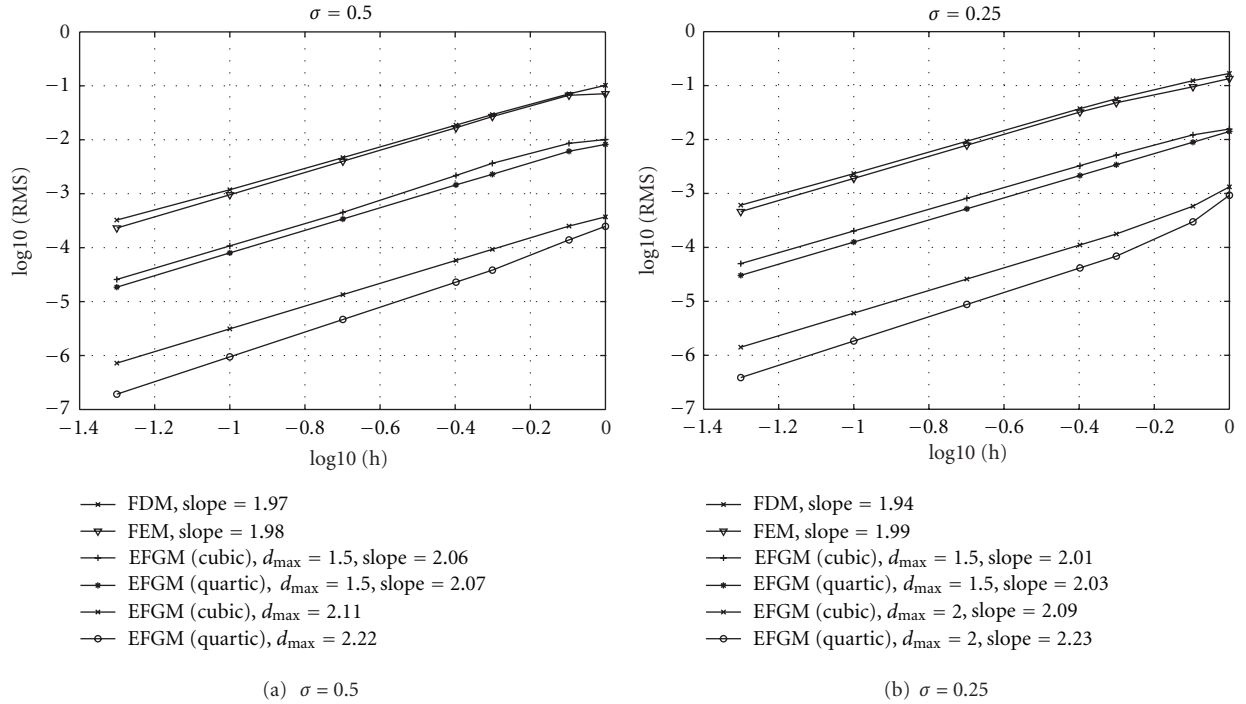 σ = 0.5
0
−1
−2
−3
−4
−5
−6
−7
log10 (RMS)
−1.4 −1.2 −1 −0.8 −0.6 −0.4 −0.2 0
log10 (h)
FDM, slope = 1.97
FEM, slope = 1.98
EFGM (cubic), dmax = 1.5, slope = 2.06
EFGM (quartic), dmax = 1.5, slope = 2.07
EFGM (cubic), dmax = 2.11
EFGM (quartic), dmax = 2.22
(a) σ = 0.5
σ = 0.25
0
−1
−2
−3
−4
−5
−6
−7
log10 (RMS)
−1.4 −1.2 −1 −0.8 −0.6 −0.4 −0.2 0
log10 (h)
FDM, slope = 1.94
FEM, slope = 1.99
EFGM (cubic), dmax = 1.5, slope = 2.01
EFGM (quartic), dmax = 1.5, slope = 2.03
EFGM (cubic), dmax = 2, slope = 2.09
EFGM (quartic), dmax = 2, slope = 2.23
(b) σ = 0.25